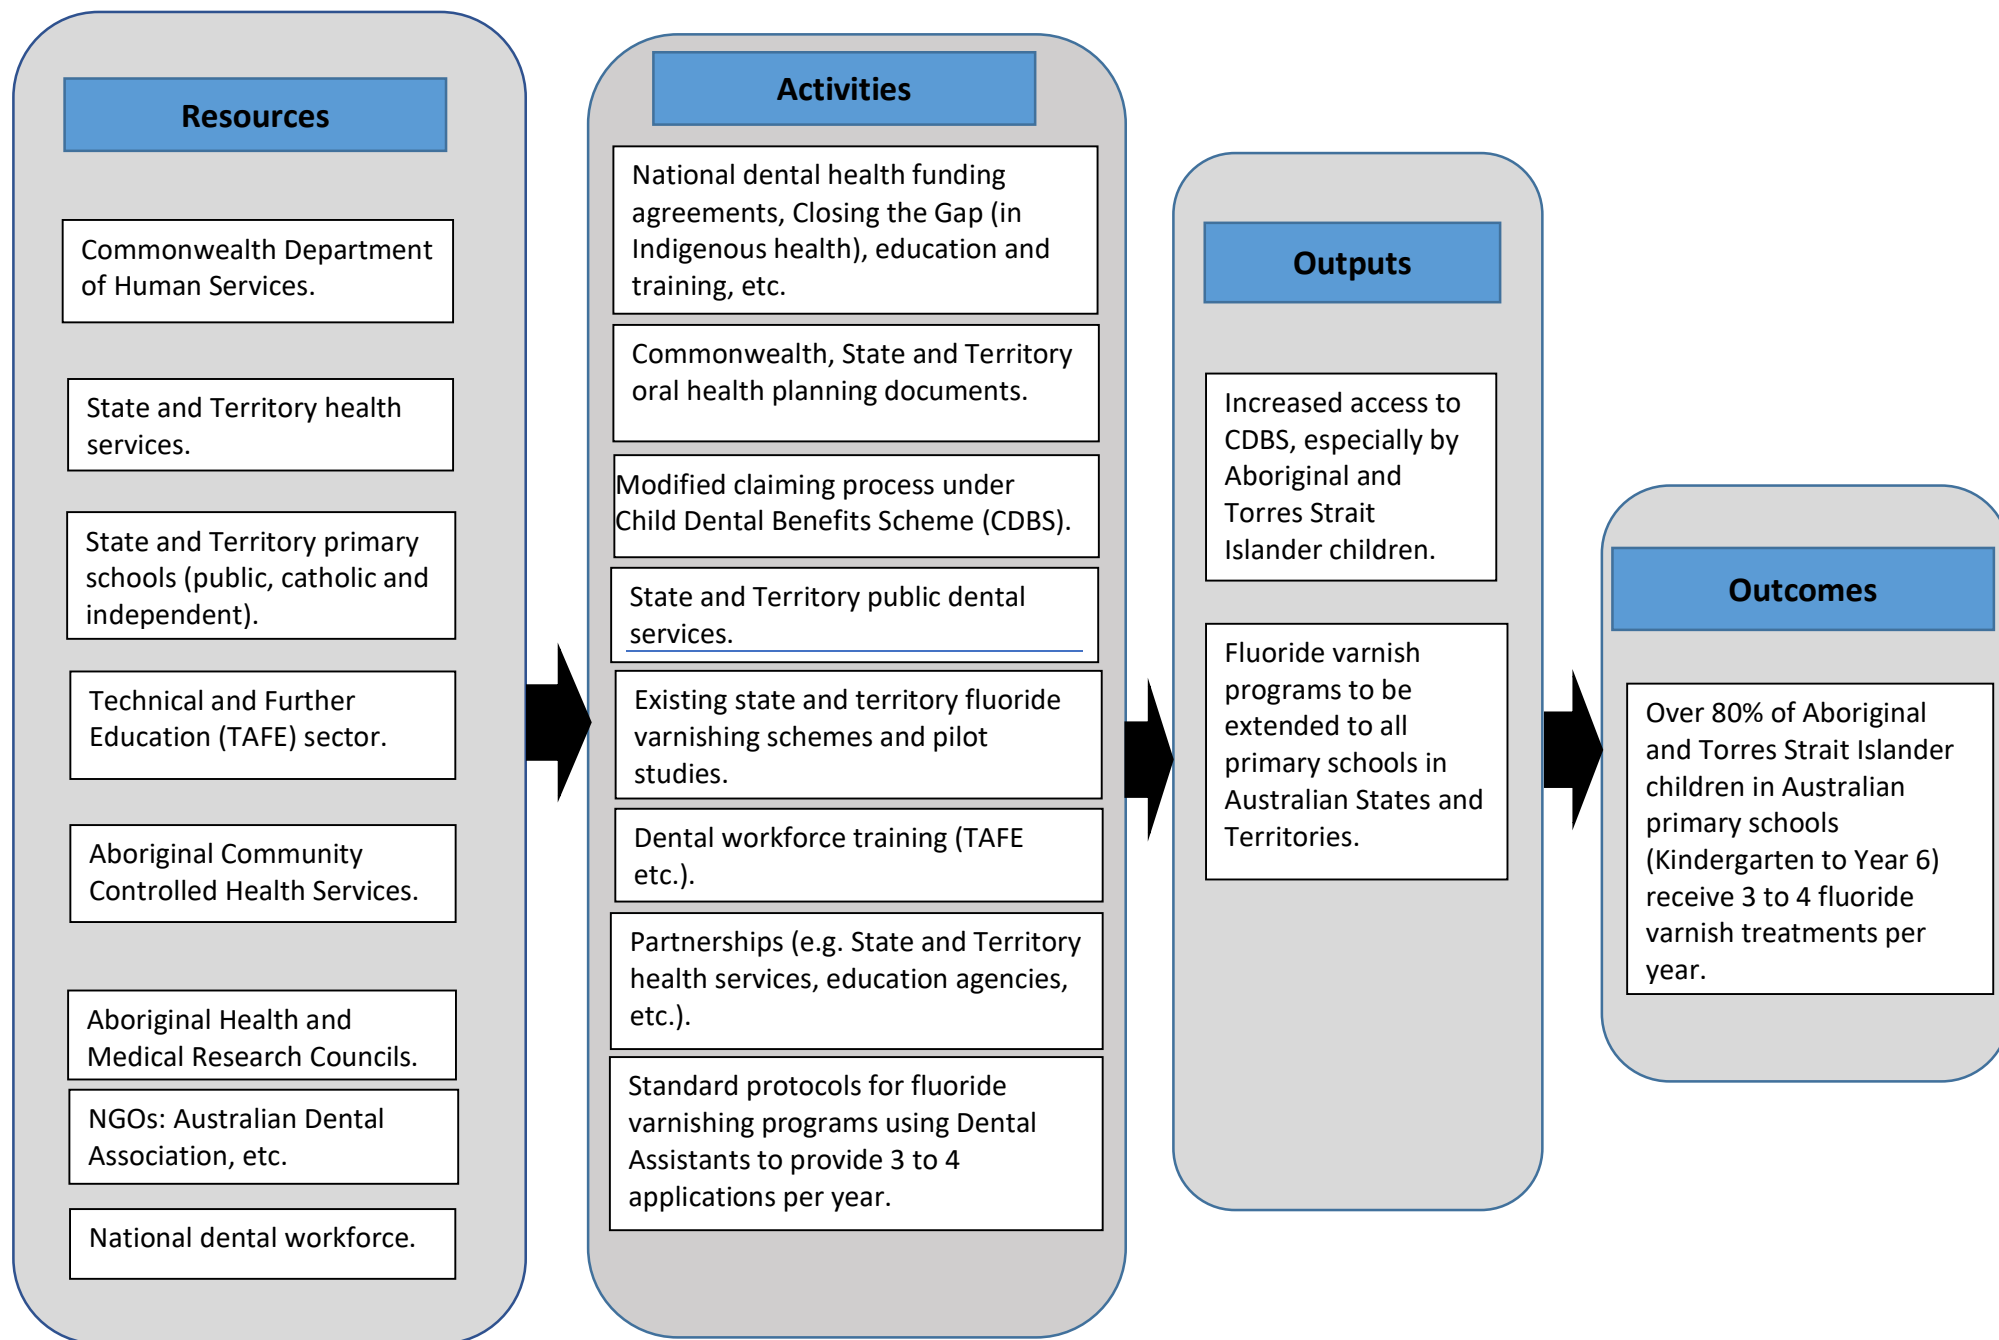 Resources
Commonwealth Department
of Human Services.
State and Territory health
services.
State and Territory primary
schools (public, catholic and
independent).
Technical and Further
Education (TAFE) sector.
Aboriginal Community
Controlled Health Services.
Aboriginal Health and
Medical Research Councils.
NGOs: Australian Dental
Association, etc.
National dental workforce.
Activities
National dental health funding
agreements, Closing the Gap (in
Indigenous health), education and
training, etc.
Commonwealth, State and Territory
oral health planning documents.
Modified claiming process under
Child Dental Benefits Scheme (CDBS).
State and Territory public dental
services.
Existing state and territory fluoride
varnishing schemes and pilot
studies.
Dental workforce training (TAFE
etc.).
Partnerships (e.g. State and Territory
health services, education agencies,
etc.).
Standard protocols for fluoride
varnishing programs using Dental
Assistants to provide 3 to 4
applications per year.
Outputs
Increased access to
CDBS, especially by
Aboriginal and
Torres Strait
Islander children.
Fluoride varnish
programs to be
extended to all
primary schools in
Australian States and
Territories.
Outcomes
Over 80% of Aboriginal
and Torres Strait Islander
children in Australian
primary schools
(Kindergarten to Year 6)
receive 3 to 4 fluoride
varnish treatments per
year.